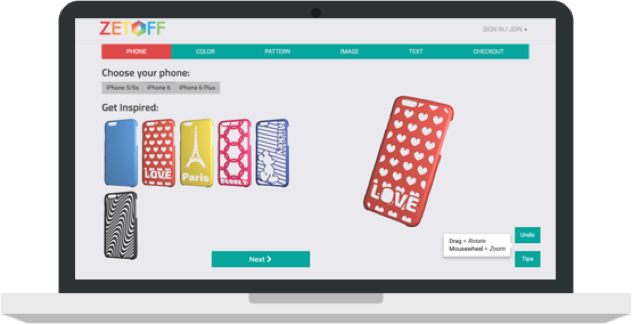 ZETOFF
SIGN IN / JOIN
PHONE COLOR PATTERN IMAGE TEXT CHECKOUT
Choose your phone:
iPhone 5/5s iPhone 6 iPhone 6 Plus
Get Inspired:
LOVE Paris BUBBLY
LOVE
Drag = Rotate
Mousewheel = Zoom
Undo
Next
Tips